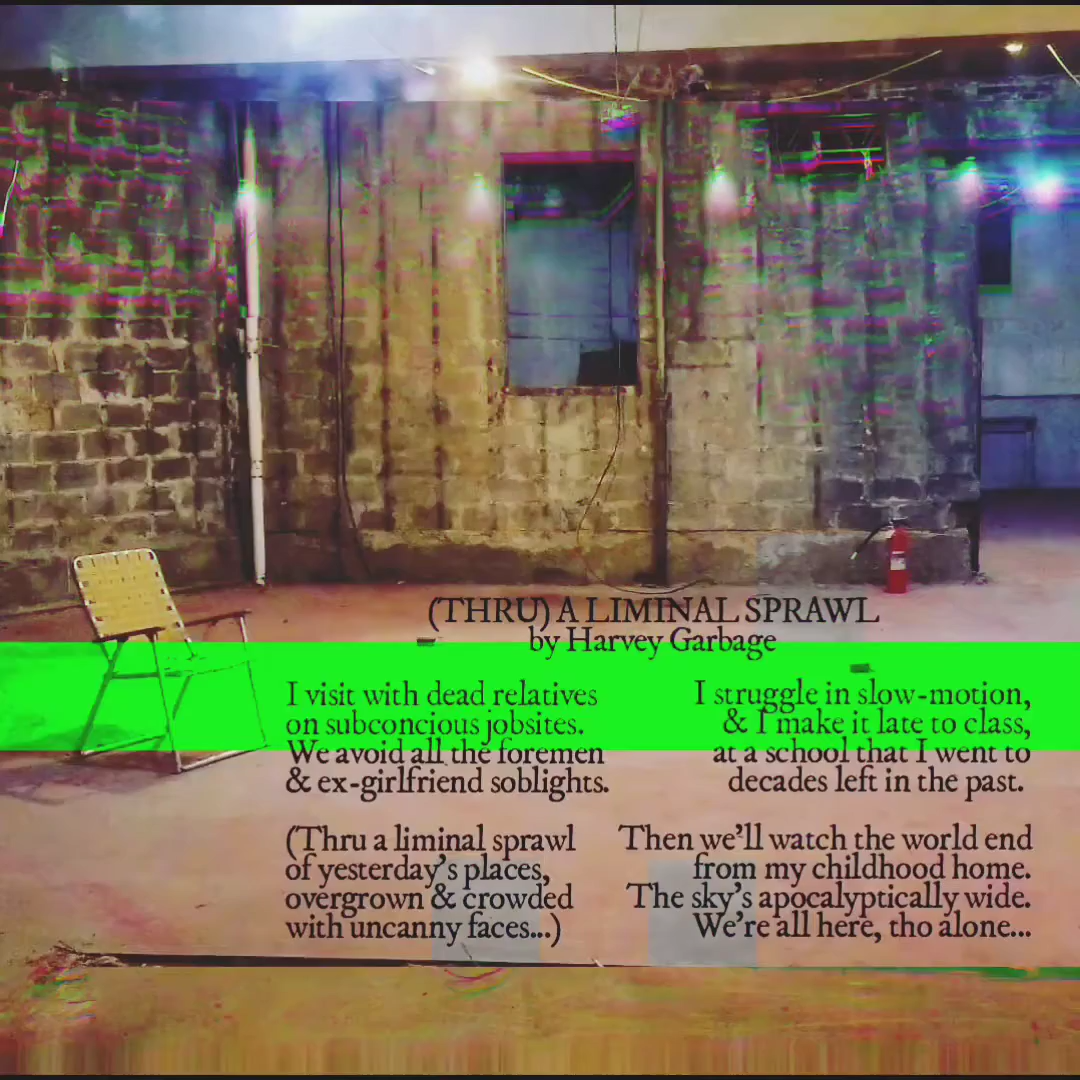 (THRU) A LIMINAL SPRAWL
by Harvey Garbage
I visit with dead relatives
on subconcious jobsites.
We avoid all the foremen
& ex-girlfriend soblights.
(Thru a liminal sprawl
of yesterday's places,
overgrown & crowded
with uncanny faces...)
I struggle in slow-motion,
& I make it late to class,
at a school that I went to
decades left in the past.
Then we'll watch the world end
from my childhood home.
The sky's apocalyptically wide.
We're all here, tho alone...